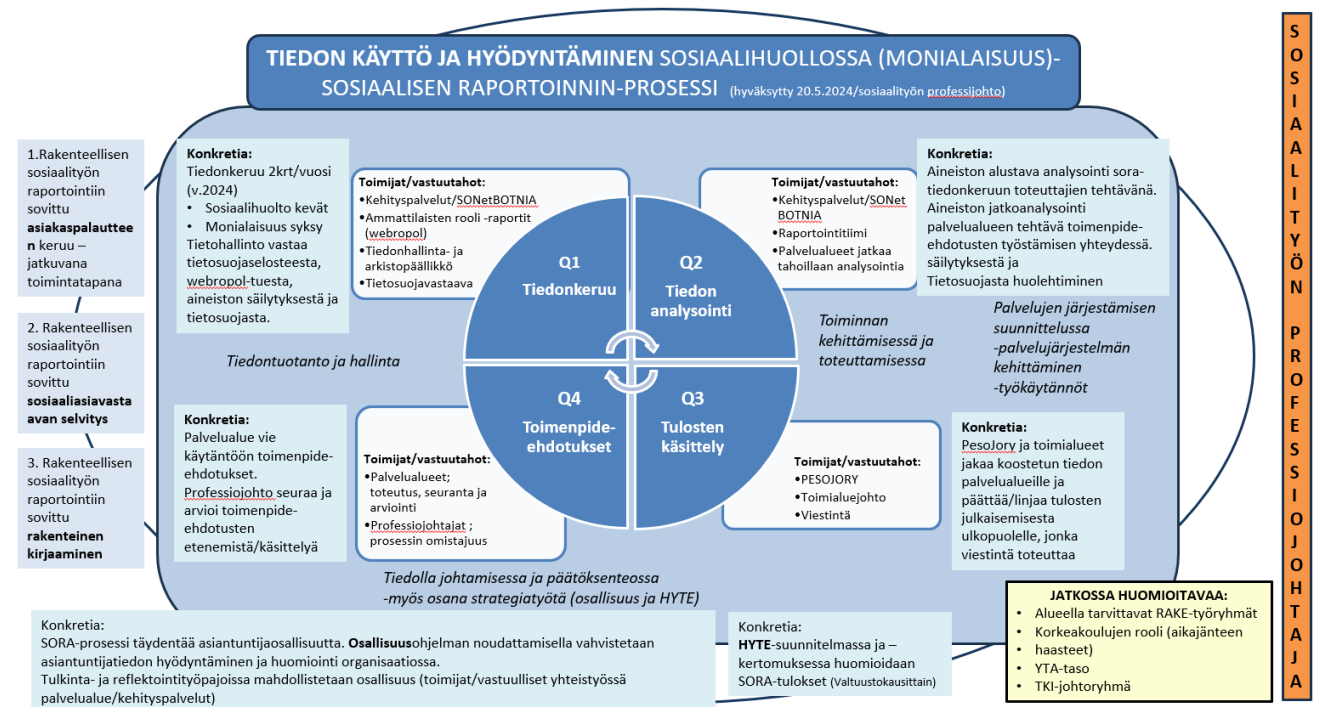 TIEDON KÄYTTÖ JA HYÖDYNTÄMINEN SOSIAALIHUOLLOSSA (MONIALAISUUS)-
SOSIAALISEN RAPORTOINNIN-PROSESSI (hyväksytty 20.5.2024/sosiaalityön professijohto)
1.Rakenteellisen
sosiaalityön
raportointiin
sovittu
asiakaspalauttee
n keruu –
jatkuvana
toimintatapana
2. Rakenteellisen
sosiaalityön
raportointiin
sovittu
sosiaaliasiavasta
avan selvitys
3. Rakenteellisen
sosiaalityön
raportointiin
sovittu
rakenteinen
kirjaaminen
Konkretia:
Tiedonkeruu 2krt/vuosi
(v.2024)
• Sosiaalihuolto kevät
• Monialaisuus syksy
Tietohallinto vastaa
tietosuojaselosteesta,
webropol-tuesta,
aineiston säilytyksestä ja
tietosuojasta.
Toimijat/vastuutahot:
•Kehityspalvelut/SONetBOTNIA
•Ammattilaisten rooli -raportit
(webropol)
•Tiedonhallinta- ja
arkistopäällikkö
•Tietosuojavastaava
Q1
Tiedonkeruu
Q2
Tiedon
analysointi
Toimijat/vastuutahot:
•Kehityspalvelut/SONet
BOTNIA
•Raportointitiimi
•Palvelualueet jatkaa
tahoillaan analysointia
Konkretia:
Aineiston alustava analysointi sora-
tiedonkeruun toteuttajien tehtävänä.
Aineiston jatkoanalysointi
palvelualueen tehtävä toimenpide-
ehdotusten työstämisen yhteydessä.
säilytyksestä ja
Tietosuojasta huolehtiminen
Tiedontuotanto ja hallinta
Toiminnan
kehittämisessä ja
toteuttamisessa
Palvelujen järjestämisen
suunnittelussa
-palvelujärjestelmän
kehittäminen
-työkäytännöt
Konkretia:
Palvelualue vie
käytäntöön toimenpide-
ehdotukset.
Professiojohto seuraa ja
arvioi toimenpide-
ehdotusten
etenemistä/käsittelyä
Toimijat/vastuutahot:
•Palvelualueet;
toteutus, seuranta ja
arviointi
•Professiojohtajat ;
prosessin omistajuus
Q4
Toimenpide-
ehdotukset
Q3
Tulosten
käsittely
Toimijat/vastuutahot:
•PESOJORY
•Toimialuejohto
•Viestintä
Konkretia:
PesoJory ja toimialueet
jakaa koostetun tiedon
palvelualueille ja
päättää/linjaa tulosten
julkaisemisesta
ulkopuolelle, jonka
viestintä toteuttaa
Tiedolla johtamisessa ja päätöksenteossa
-myös osana strategiatyötä (osallisuus ja HYTE)
Konkretia:
SORA-prosessi täydentää asiantuntijaosallisuutta. Osallisuusohjelman noudattamisella vahvistetaan
asiantuntijatiedon hyödyntäminen ja huomiointi organisaatiossa.
Tulkinta- ja reflektointityöpajoissa mahdollistetaan osallisuus (toimijat/vastuulliset yhteistyössä
palvelualue/kehityspalvelut)
Konkretia:
HYTE-suunnitelmassa ja –
kertomuksessa huomioidaan
SORA-tulokset (Valtuustokausittain)
JATKOSSA HUOMIOITAVAA:
• Alueella tarvittavat RAKE-työryhmät
• Korkeakoulujen rooli (aikajänteen
• haasteet)
• YTA-taso
• TKI-johtoryhmä
SOSIAALITYÖN PROFESSIOJOHTAJA